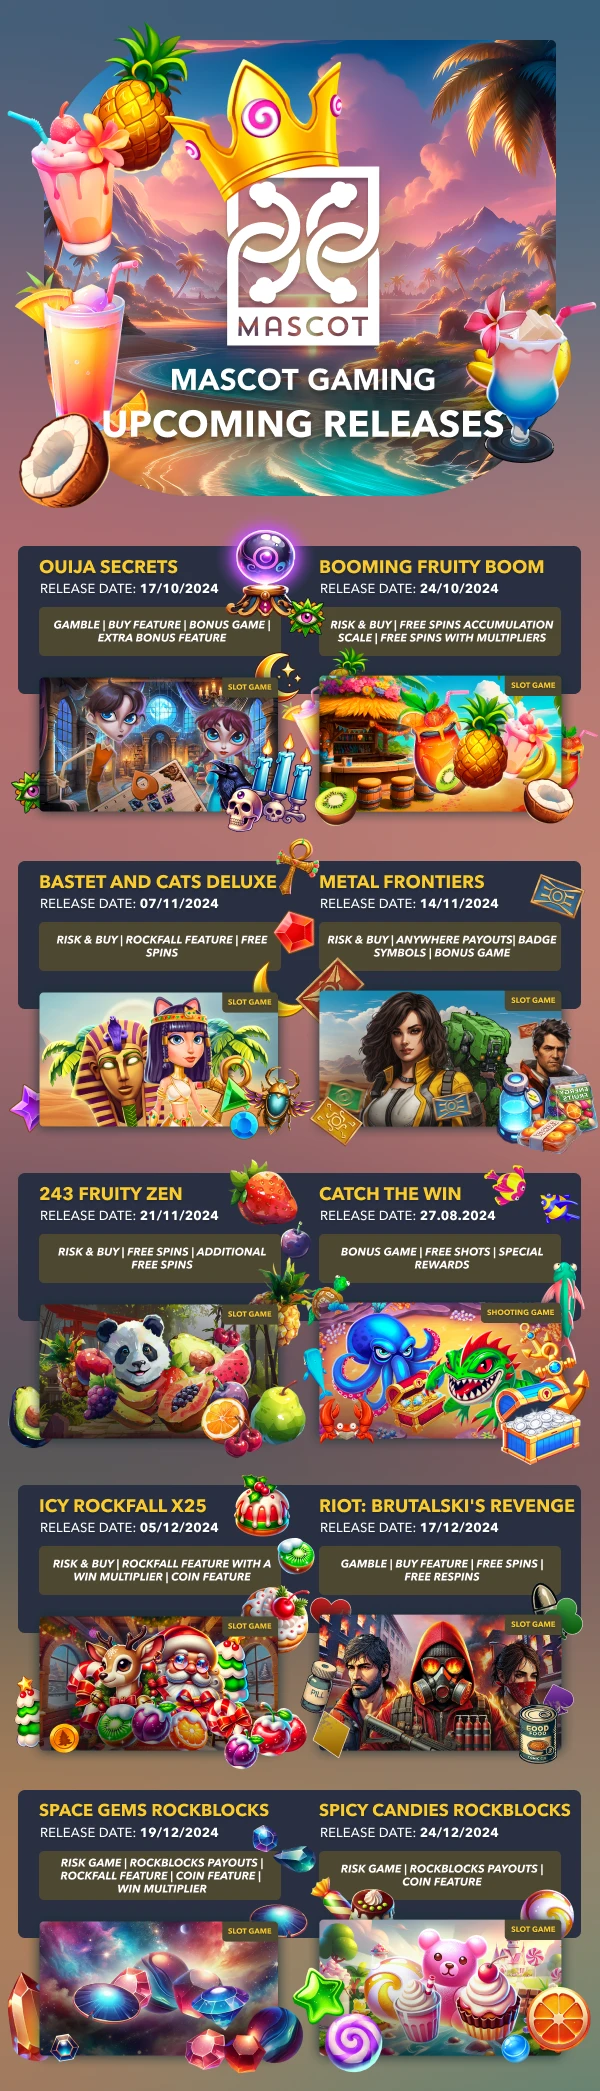 MASCOT
MASCOT GAMING
UPCOMING RELEASES
OUIJA SECRETS
RELEASE DATE: 17/10/2024
GAMBLE | BUY FEATURE | BONUS GAME |
EXTRA BONUS FEATURE
SLOT GAME
BOOMING FRUITY BOOM
RELEASE DATE: 24/10/2024
RISK & BUY | FREE SPINS ACCUMULATION
SCALE | FREE SPINS WITH MULTIPLIERS
SLOT GAME
BASTET AND CATS DELUXE
RELEASE DATE: 07/11/2024
RISK & BUY | ROCKFALL FEATURE | FREE
SPINS
SLOT GAME
METAL FRONTIERS
RELEASE DATE: 14/11/2024
RISK & BUY | ANYWHERE PAYOUTS| BADGE
SYMBOLS | BONUS GAME
SLOT GAME
ENERGY
FRUITS
243 FRUITY ZEN
RELEASE DATE: 21/11/2024
RISK & BUY | FREE SPINS | ADDITIONAL
FREE SPINS
SLOT GAME
CATCH THE WIN
RELEASE DATE: 27.08.2024
BONUS GAME | FREE SHOTS | SPECIAL
REWARDS
SHOOTING GAME
ICY ROCKFALL X25
RELEASE DATE: 05/12/2024
RISK & BUY | ROCKFALL FEATURE WITH A
WIN MULTIPLIER | COIN FEATURE
SLOT GAME
RIOT: BRUTALSKI'S REVENGE
RELEASE DATE: 17/12/2024
GAMBLE | BUY FEATURE | FREE SPINS |
FREE RESPINS
SLOT GAME
PILL
FOOD
SPACE GEMS ROCKBLOCKS
RELEASE DATE: 19/12/2024
RISK GAME | ROCKBLOCKS PAYOUTS |
ROCKFALL FEATURE | COIN FEATURE |
WIN MULTIPLIER
SLOT GAME
SPICY CANDIES ROCKBLOCKS
RELEASE DATE: 24/12/2024
RISK GAME | ROCKBLOCKS PAYOUTS |
COIN FEATURE
SLOT GAME